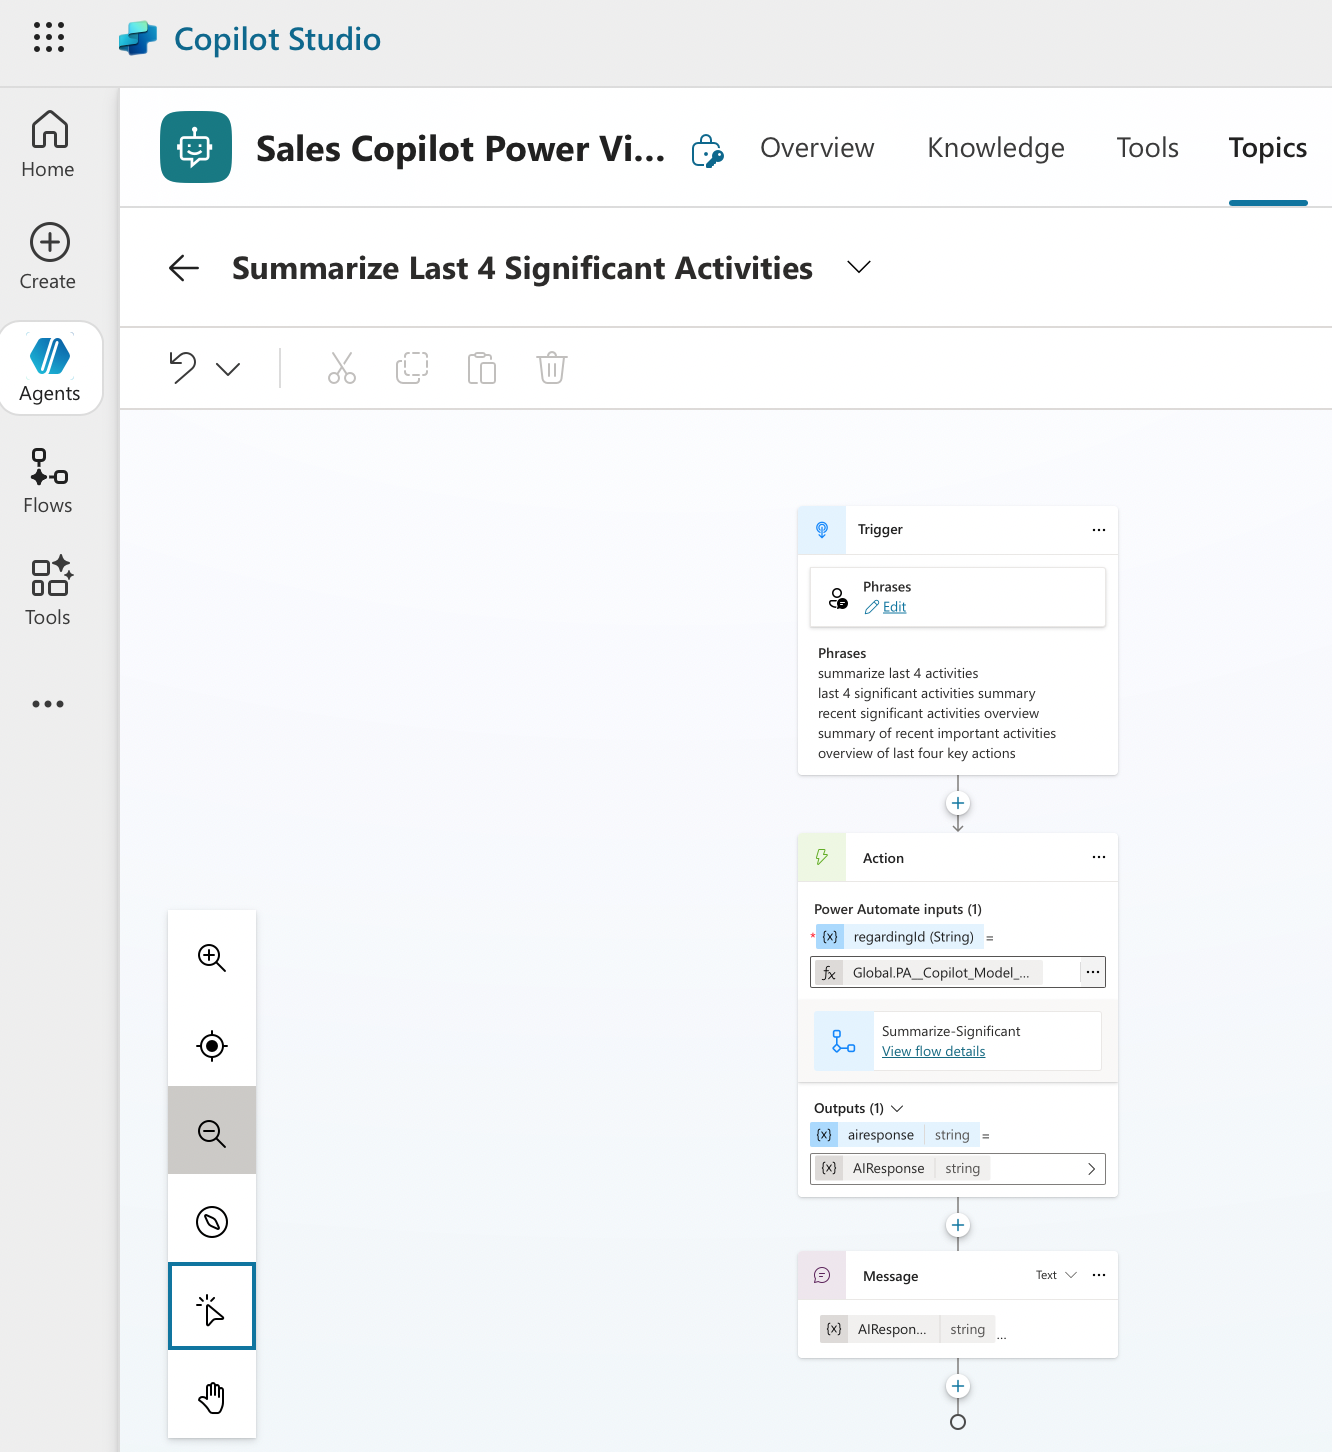 Copilot Studio
Home
Create
Agents
Flows
Tools
Sales Copilot Power Vi...
Overview
Knowledge
Tools
Topics
Summarize Last 4 Significant Activities
Trigger
Phrases
Edit
Phrases
summarize last 4 activities
last 4 significant activities summary
recent significant activities overview
summary of recent important activities
overview of last four key actions
Action
Power Automate inputs (1)
* {x} regardingId (String) =
fx Global.PA__Copilot_Model_...
Summarize-Significant
View flow details
Outputs (1)
{x} airesponse string =
{x} AIResponse string
Message Text
{x} AIRespon... string ...